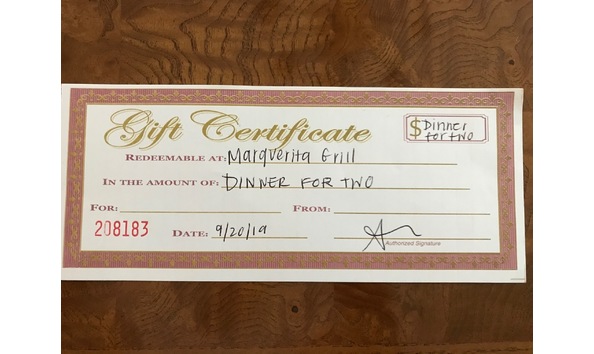 Gift Certificate
$ Dinner
for two
REDEEMABLE AT: Marquerita Grill
IN THE AMOUNT OF: DINNER FOR TWO
FOR: FROM:
208183 DATE: 9/20/19
Authorized Signature